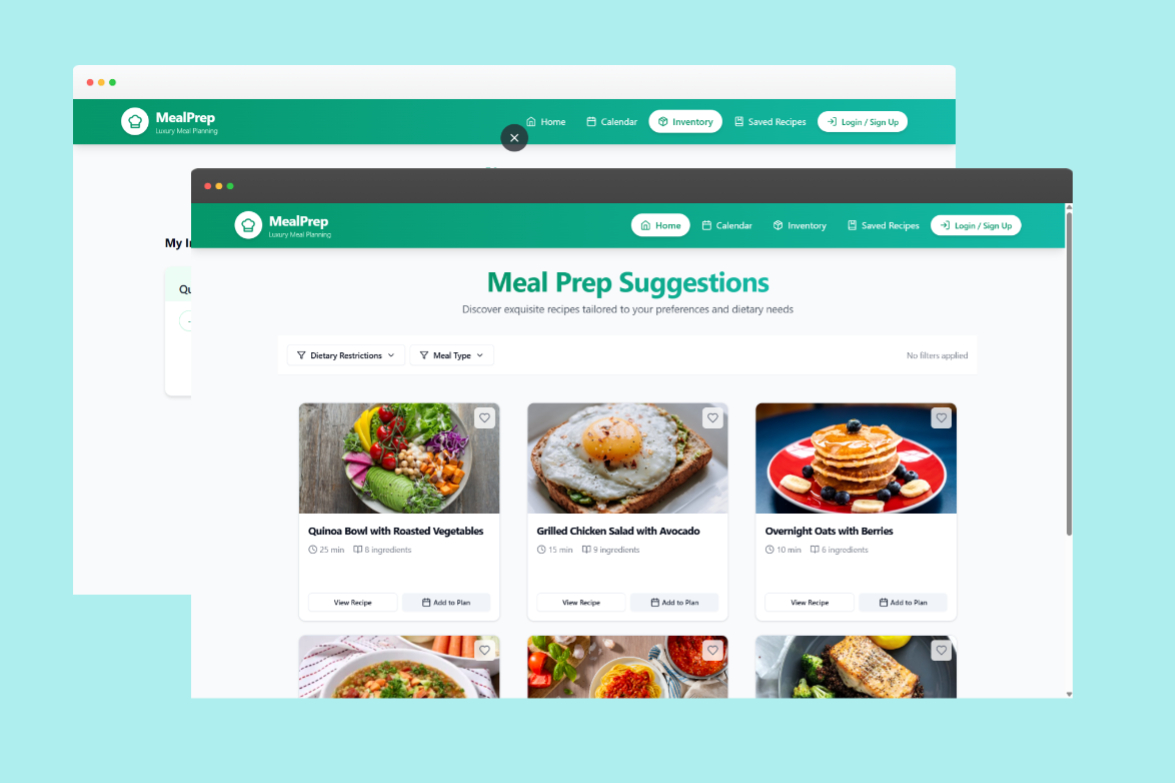 MealPrep
Luxury Meal Planning
Home
Calendar
Inventory
Saved Recipes
Login / Sign Up
My I
Qu
MealPrep
Luxury Meal Planning
Home
Calendar
Inventory
Saved Recipes
Login / Sign Up
Meal Prep Suggestions
Discover exquisite recipes tailored to your preferences and dietary needs
Dietary Restrictions
Meal Type
No filters applied
Quinoa Bowl with Roasted Vegetables
25 min 8 ingredients
View Recipe
Add to Plan
Grilled Chicken Salad with Avocado
15 min 9 ingredients
View Recipe
Add to Plan
Overnight Oats with Berries
10 min 6 ingredients
View Recipe
Add to Plan